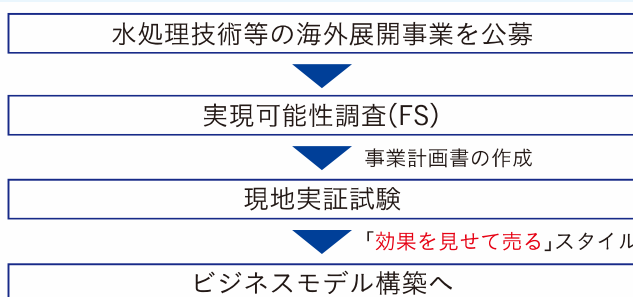 水処理技術等の海外展開事業を公募
実現可能性調査(FS)
事業計画書の作成
現地実証試験
「効果を見せて売る」スタイル
ビジネスモデル構築へ